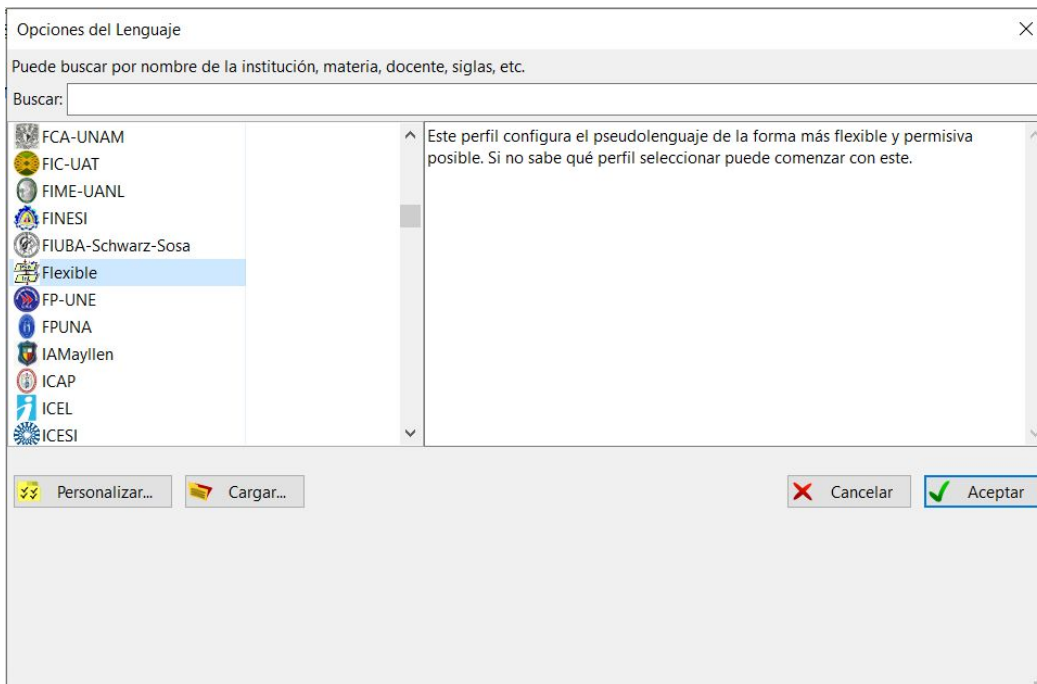 Opciones del Lenguaje
Puede buscar por nombre de la institución, materia, docente, siglas, etc.
Buscar:
FCA-UNAM
FIC-UAT
FIME-UANL
FINESI
FIUBA-Schwarz-Sosa
Flexible
FP-UNE
FPUNA
IAMayllen
ICAP
ICEL
ICESI
Este perfil configura el pseudolenguaje de la forma más flexible y permisiva
posible. Si no sabe qué perfil seleccionar puede comenzar con este.
Personalizar...
Cargar...
Cancelar
Aceptar